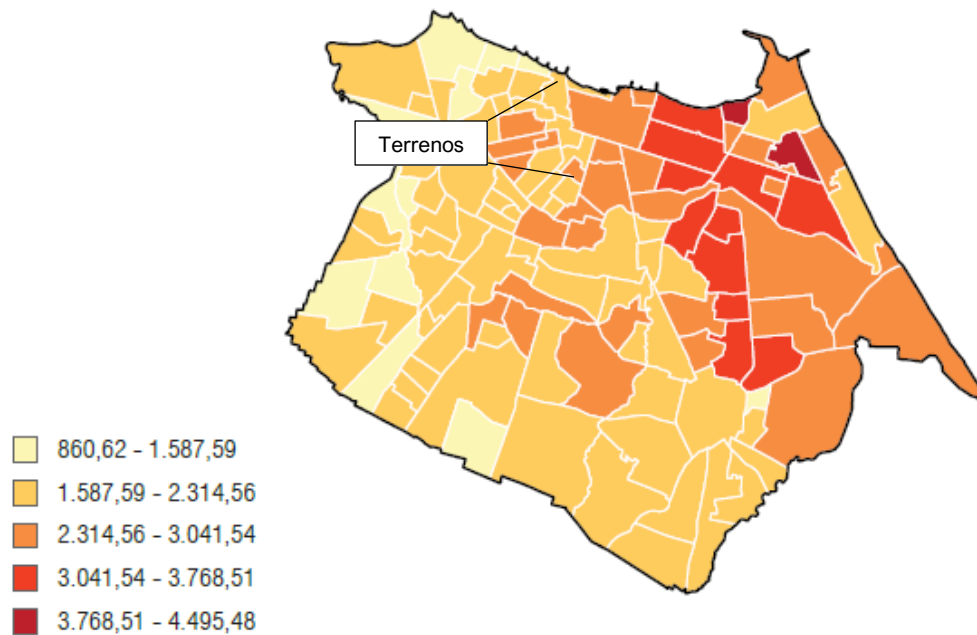 Terrenos
860,62 - 1.587,59
1.587,59 - 2.314,56
2.314,56 - 3.041,54
3.041,54 - 3.768,51
3.768,51 - 4.495,48